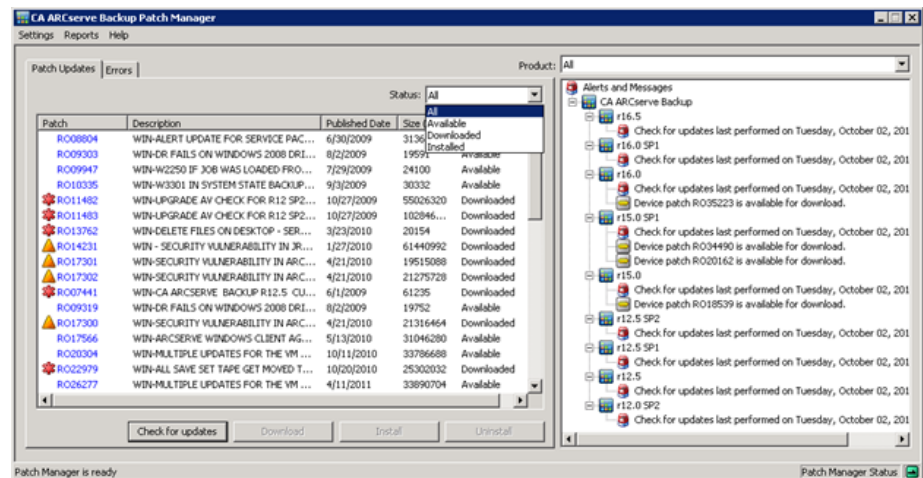 CA ARCserve Backup Patch Manager
Settings Reports Help
Patch Updates Errors
Product: All
Status: All
All
Available
Downloaded
Installed
Patch Description Published Date Size
RO08804 WIN-ALERT UPDATE FOR SERVICE PAC... 6/30/2009 3136
RO09303 WIN-DR FAILS ON WINDOWS 2008 DRI... 8/2/2009 19591 Available
RO09947 WIN-W2250 IF JOB WAS LOADED FRO... 7/29/2009 24100 Available
RO10335 WIN-W3301 IN SYSTEM STATE BACKUP... 9/3/2009 30332 Available
RO11482 WIN-UPGRADE AV CHECK FOR R12 SP2... 10/27/2009 55026320 Downloaded
RO11483 WIN-UPGRADE AV CHECK FOR R12 SP2... 10/27/2009 102846... Downloaded
RO13762 WIN-DELETE FILES ON DESKTOP - SER... 3/23/2010 20154 Downloaded
RO14231 WIN - SECURITY VULNERABILITY IN JR... 1/27/2010 61440992 Downloaded
RO17301 WIN-SECURITY VULNERABILITY IN ARC... 4/21/2010 19515088 Downloaded
RO17302 WIN-SECURITY VULNERABILITY IN ARC... 4/21/2010 21275728 Downloaded
RO07441 WIN-CA ARCSERVE BACKUP R12.5 CU... 6/1/2009 61235 Downloaded
RO09319 WIN-DR FAILS ON WINDOWS 2008 DRI... 8/2/2009 19752 Available
RO17300 WIN-SECURITY VULNERABILITY IN ARC... 4/21/2010 21316464 Downloaded
RO17566 WIN-ARCSERVE WINDOWS CLIENT AG... 5/13/2010 31046280 Available
RO20304 WIN-MULTIPLE UPDATES FOR THE VM ... 10/11/2010 33786688 Available
RO22979 WIN-ALL SAVE SET TAPE GET MOVED T... 10/20/2010 25302032 Downloaded
RO26277 WIN-MULTIPLE UPDATES FOR THE VM ... 4/11/2011 33890704 Available
Check for updates Download Install Uninstall
Alerts and Messages
CA ARCserve Backup
r16.5
Check for updates last performed on Tuesday, October 02, 201
r16.0 SP1
Check for updates last performed on Tuesday, October 02, 201
r16.0
Check for updates last performed on Tuesday, October 02, 201
Device patch RO35223 is available for download.
r15.0 SP1
Check for updates last performed on Tuesday, October 02, 201
Device patch RO34490 is available for download.
Device patch RO20162 is available for download.
r15.0
Check for updates last performed on Tuesday, October 02, 201
Device patch RO18539 is available for download.
r12.5 SP2
Check for updates last performed on Tuesday, October 02, 201
r12.5 SP1
Check for updates last performed on Tuesday, October 02, 201
r12.5
Check for updates last performed on Tuesday, October 02, 201
r12.0 SP2
Check for updates last performed on Tuesday, October 02, 201
Patch Manager is ready
Patch Manager Status